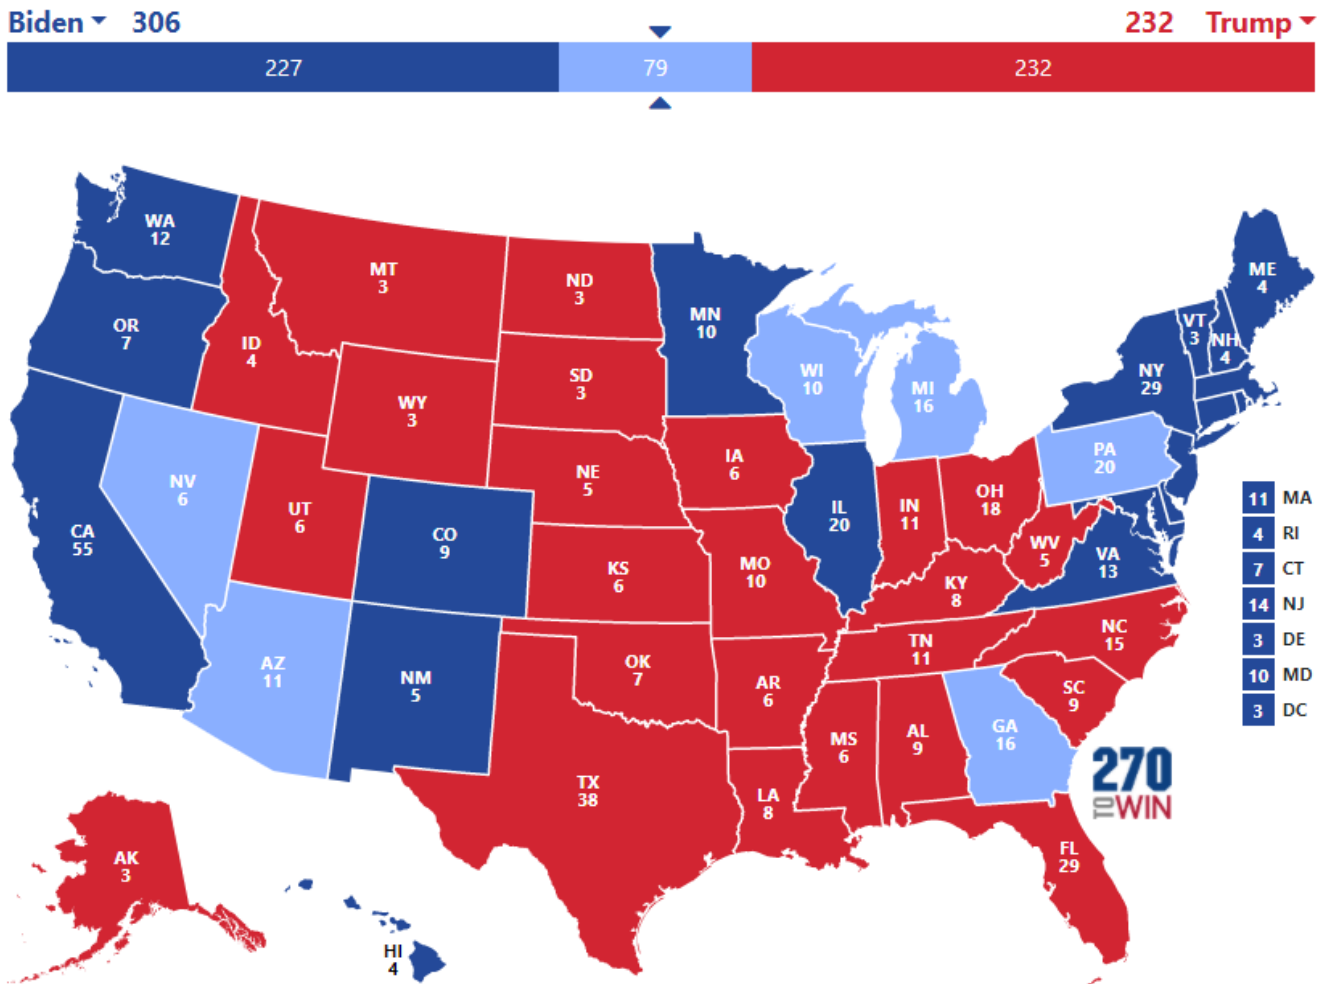 Biden 306
232 Trump
227 79 232
WA
12
ME
4
MT
3
ND
3
MN
10
OR
7
VT
3
NH
4
ID
4
SD
3
WI
10
MI
16
NY
29
WY
3
IA
6
PA
20
NV
6
NE
5
UT
6
CO
9
IL
20
IN
11
OH
18
CA
55
WV
5
VA
13
KS
6
MO
10
KY
8
NC
15
TN
11
AZ
11
NM
5
OK
7
AR
6
SC
9
MS
6
AL
9
GA
16
TX
38
LA
8
FL
29
AK
3
HI
4
11 MA
4 RI
7 CT
14 NJ
3 DE
10 MD
3 DC
270
TO WIN